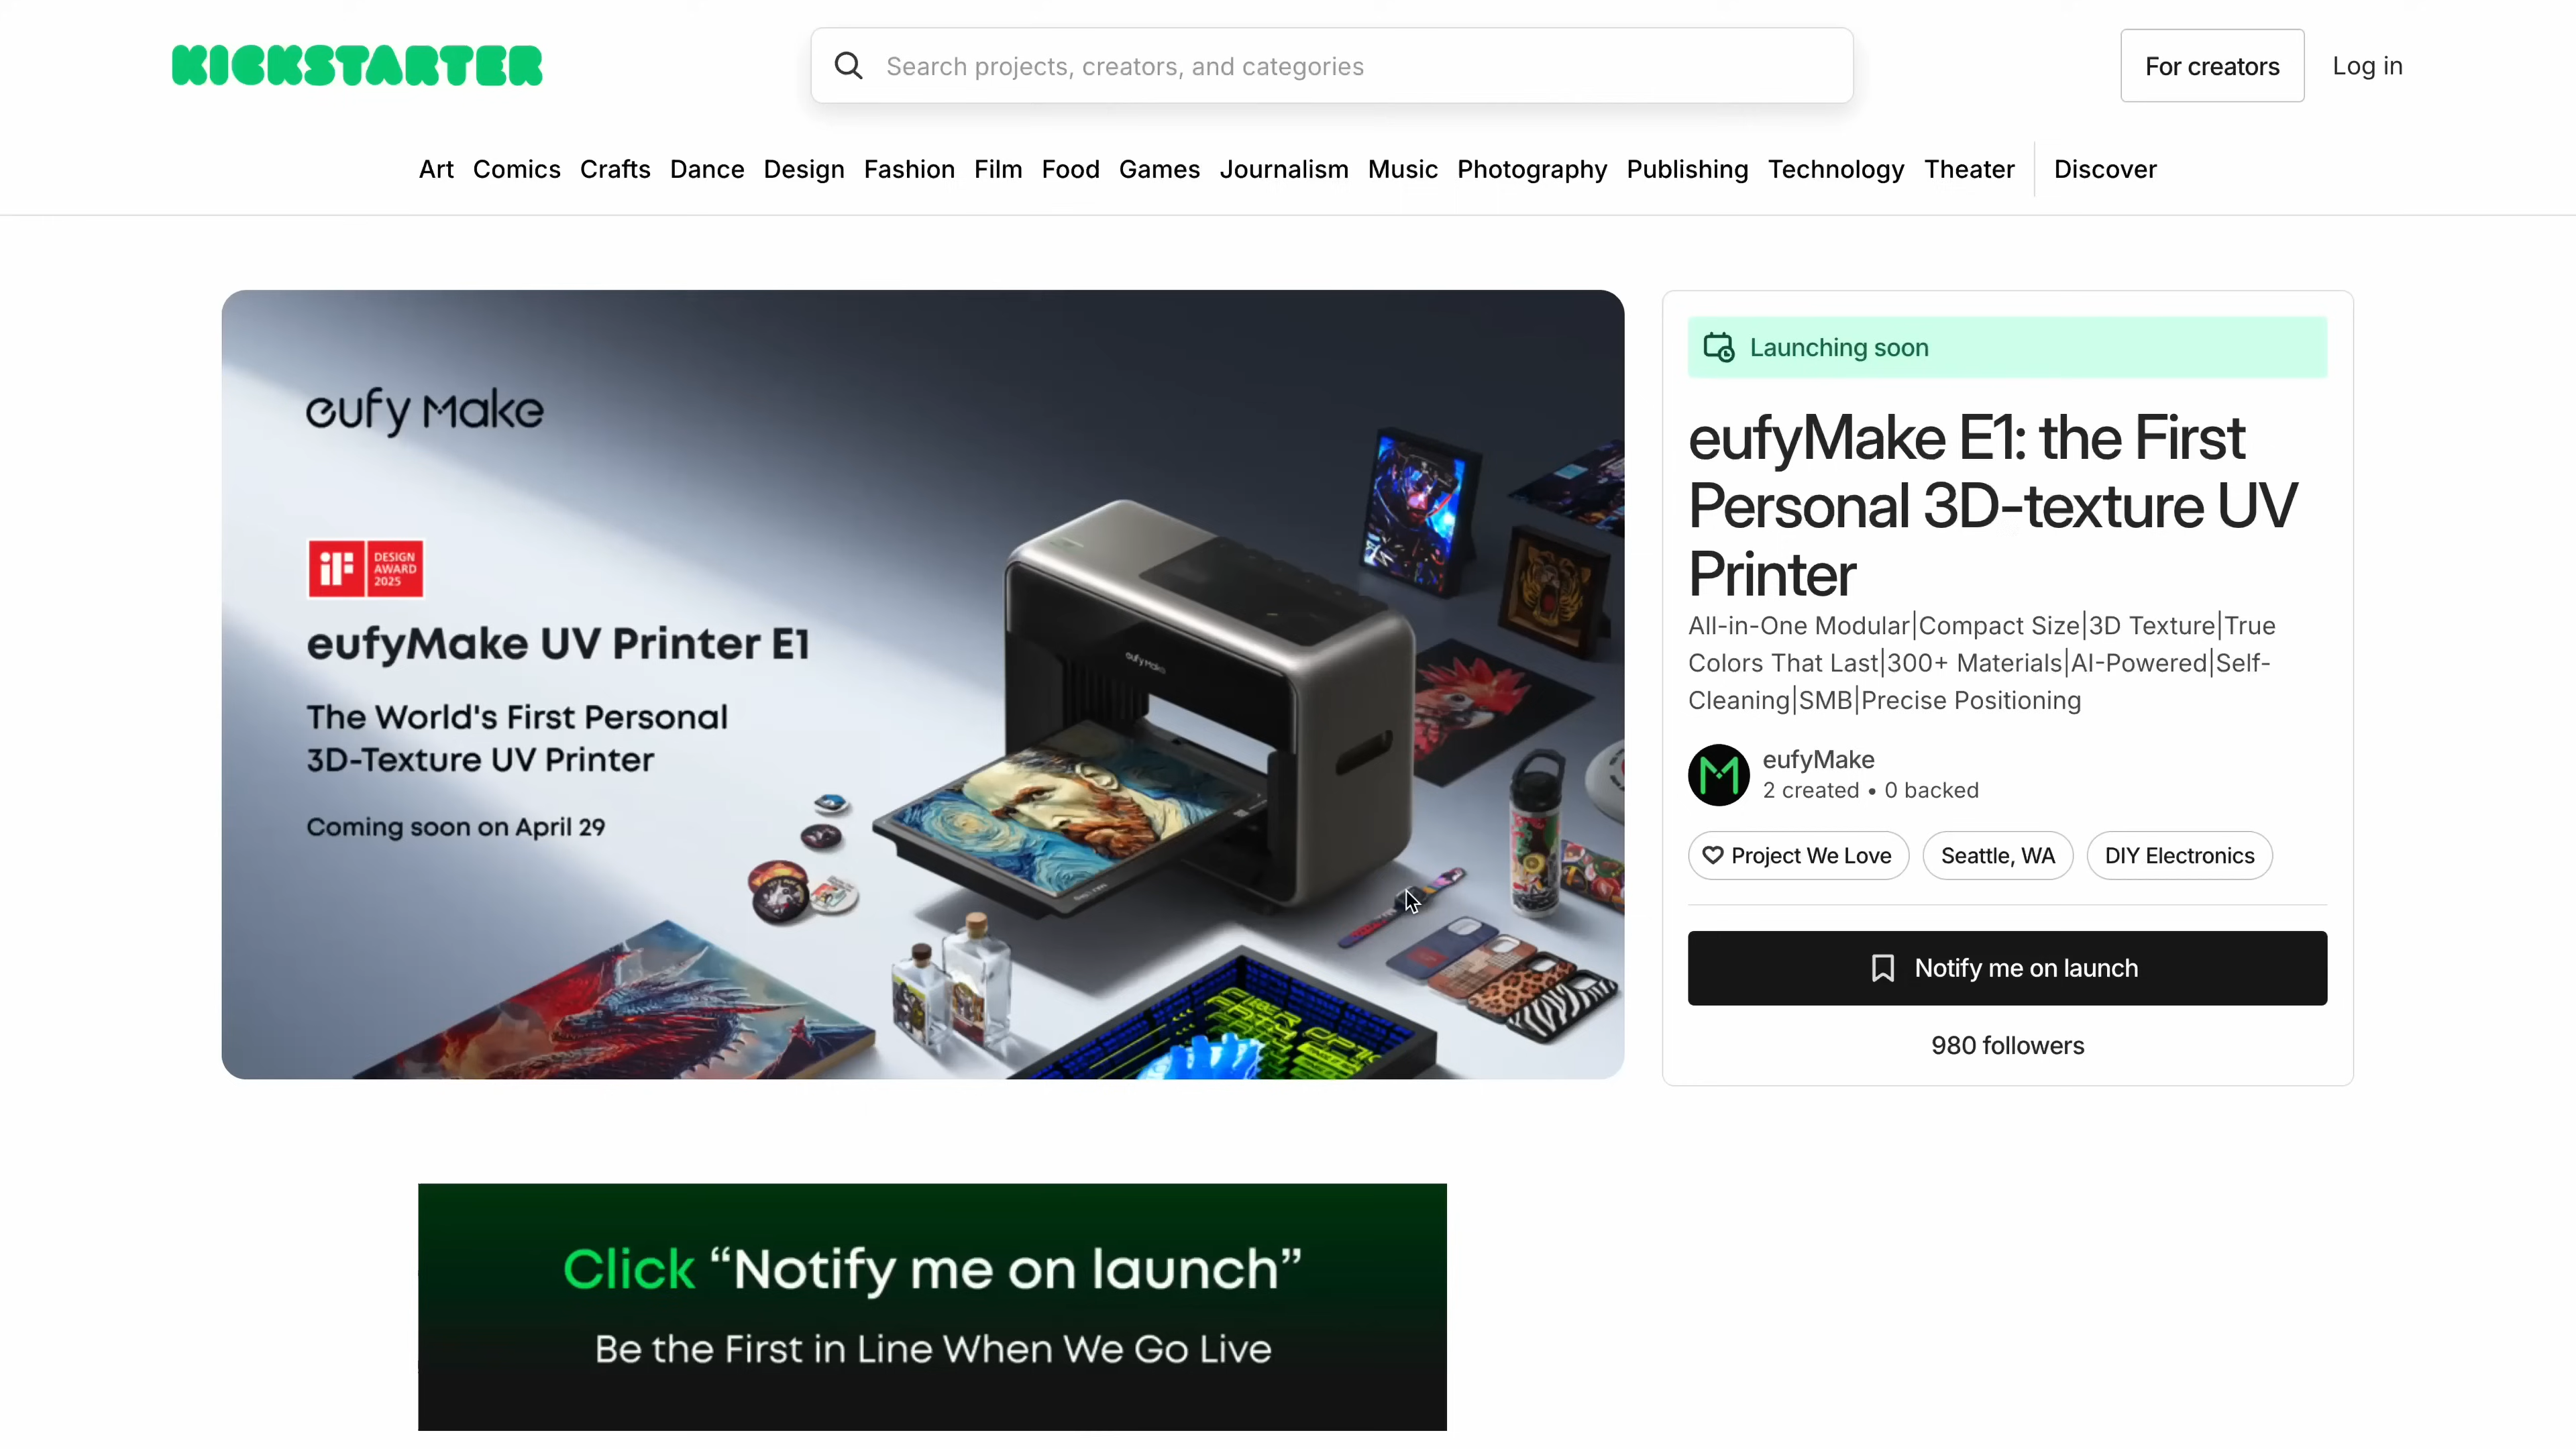 KICKSTARTER
Search projects, creators, and categories
For creators
Log in
Art Comics Crafts Dance Design Fashion Film Food Games Journalism Music Photography Publishing Technology Theater Discover
eufy Make
iF DESIGN
AWARD
2025
eufyMake UV Printer E1
The World's First Personal
3D-Texture UV Printer
Coming soon on April 29
eufy Make
Launching soon
eufyMake E1: the First
Personal 3D-texture UV
Printer
All-in-One Modular|Compact Size|3D Texture|True
Colors That Last|300+ Materials|AI-Powered|Self-
Cleaning|SMB|Precise Positioning
eufyMake
2 created • 0 backed
Project We Love
Seattle, WA
DIY Electronics
Notify me on launch
980 followers
Click “Notify me on launch”
Be the First in Line When We Go Live